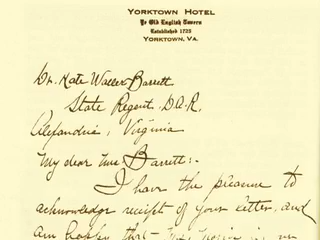 YORKTOWN HOTEL
Ye Old English Tavern
Established 1725
YORKTOWN, VA.
Dr. Kate Waller Barrett
State Regent, D.A.R,
Alexandria, Virginia
My dear Mrs Barrett:-
I have the pleasure to
acknowledge receipt of your letter, and
am happy that